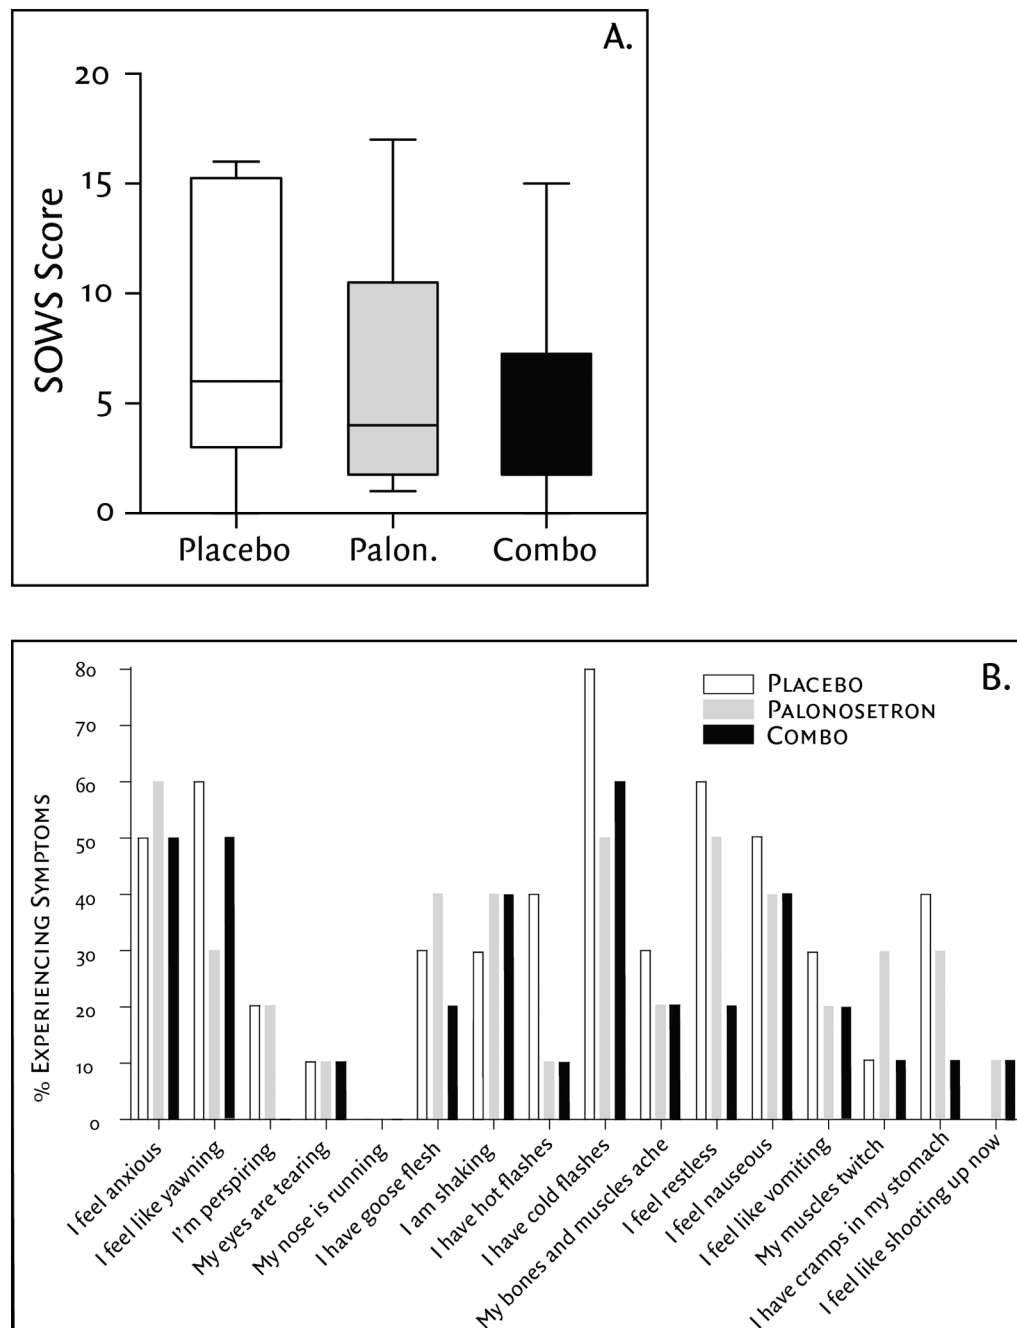 A.
20
15
10
5
0
SOWS Score
Placebo
Palon.
Combo
B.
PLACEBO
PALONOSETRON
COMBO
80
70
60
50
40
30
20
10
0
% EXPERIENCING SYMPTOMS
I feel anxious
I feel like yawning
I'm perspiring
My eyes are tearing
My nose is running
I have goose flesh
I am shaking
I have hot flashes
I have cold flashes
My bones and muscles ache
I feel restless
I feel nauseous
I feel like vomiting
My muscles twitch
I have cramps in my stomach
I feel like shooting up now